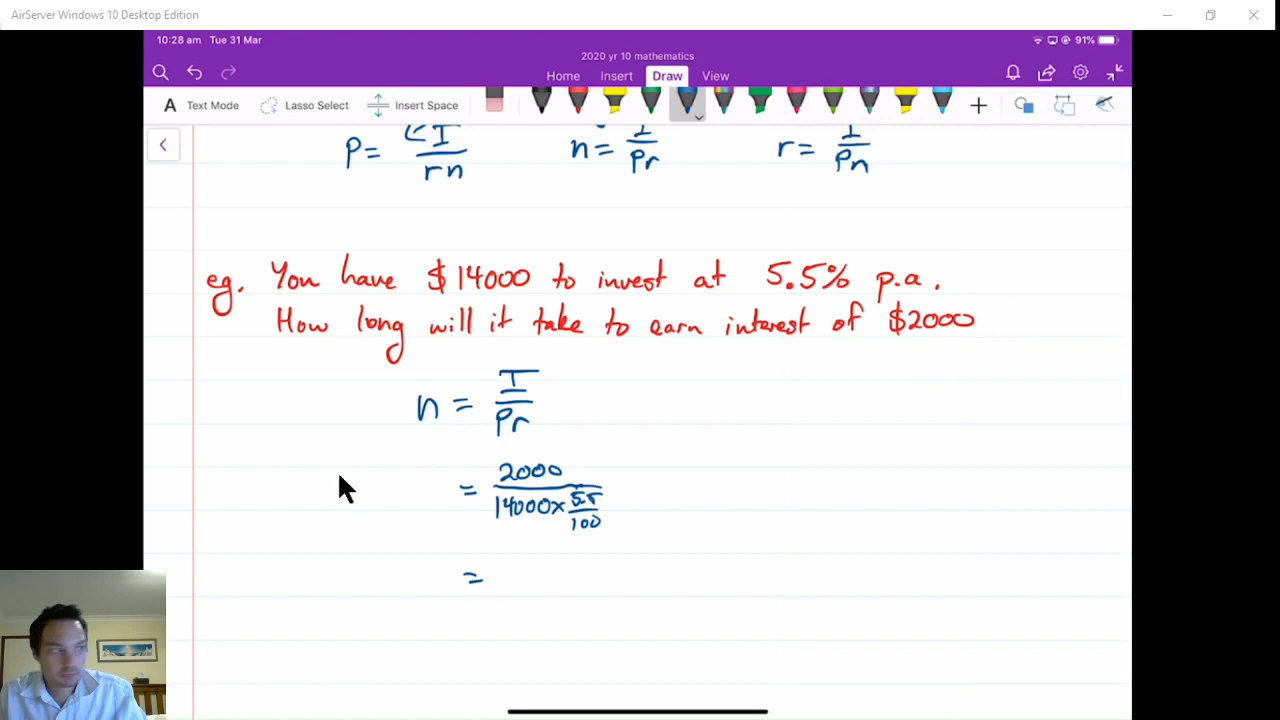 AirServer Windows 10 Desktop Edition
10:28 am Tue 31 Mar 91%
2020 yr 10 mathematics
Home Insert Draw View
A Text Mode Lasso Select Insert Space
P = I / rn n = I / Pr r = I / Pn
eg. You have $14000 to invest at 5.5% p.a.
How long will it take to earn interest of $2000
n = I / Pr
= 2000 / 14000 × 5.5 / 100
=